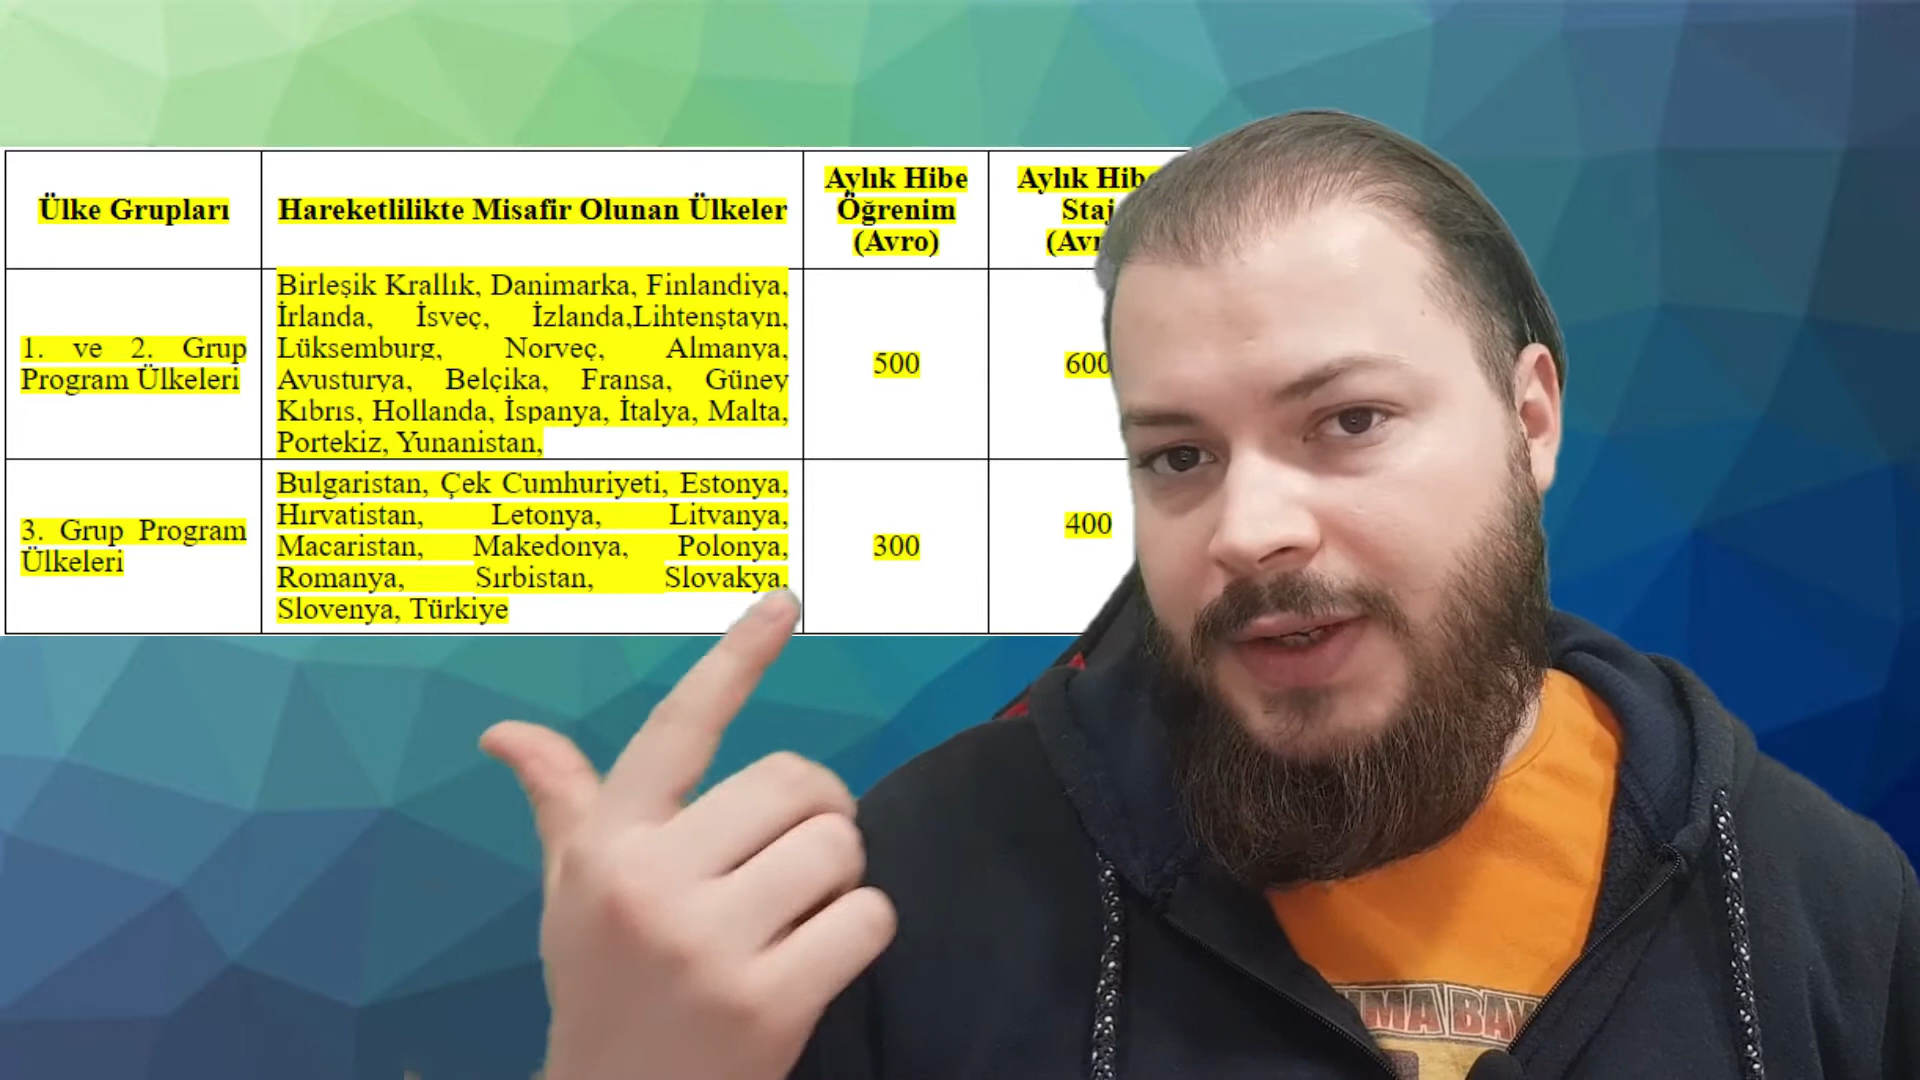 Ülke Grupları
Hareketlilikte Misafir Olunan Ülkeler
Aylık Hibe
Öğrenim
(Avro)
Aylık Hibe
Staj
1. ve 2. Grup
Program Ülkeleri
Birleşik Krallık, Danimarka, Finlandiya,
İrlanda, İsveç, İzlanda,Lihtenştayn,
Lüksemburg, Norveç, Almanya,
Avusturya, Belçika, Fransa, Güney
Kıbrıs, Hollanda, İspanya, İtalya, Malta,
Portekiz, Yunanistan,
500
600
3. Grup Program
Ülkeleri
Bulgaristan, Çek Cumhuriyeti, Estonya,
Hırvatistan, Letonya, Litvanya,
Macaristan, Makedonya, Polonya,
Romanya, Sırbistan, Slovakya,
Slovenya, Türkiye
300
400
BAY